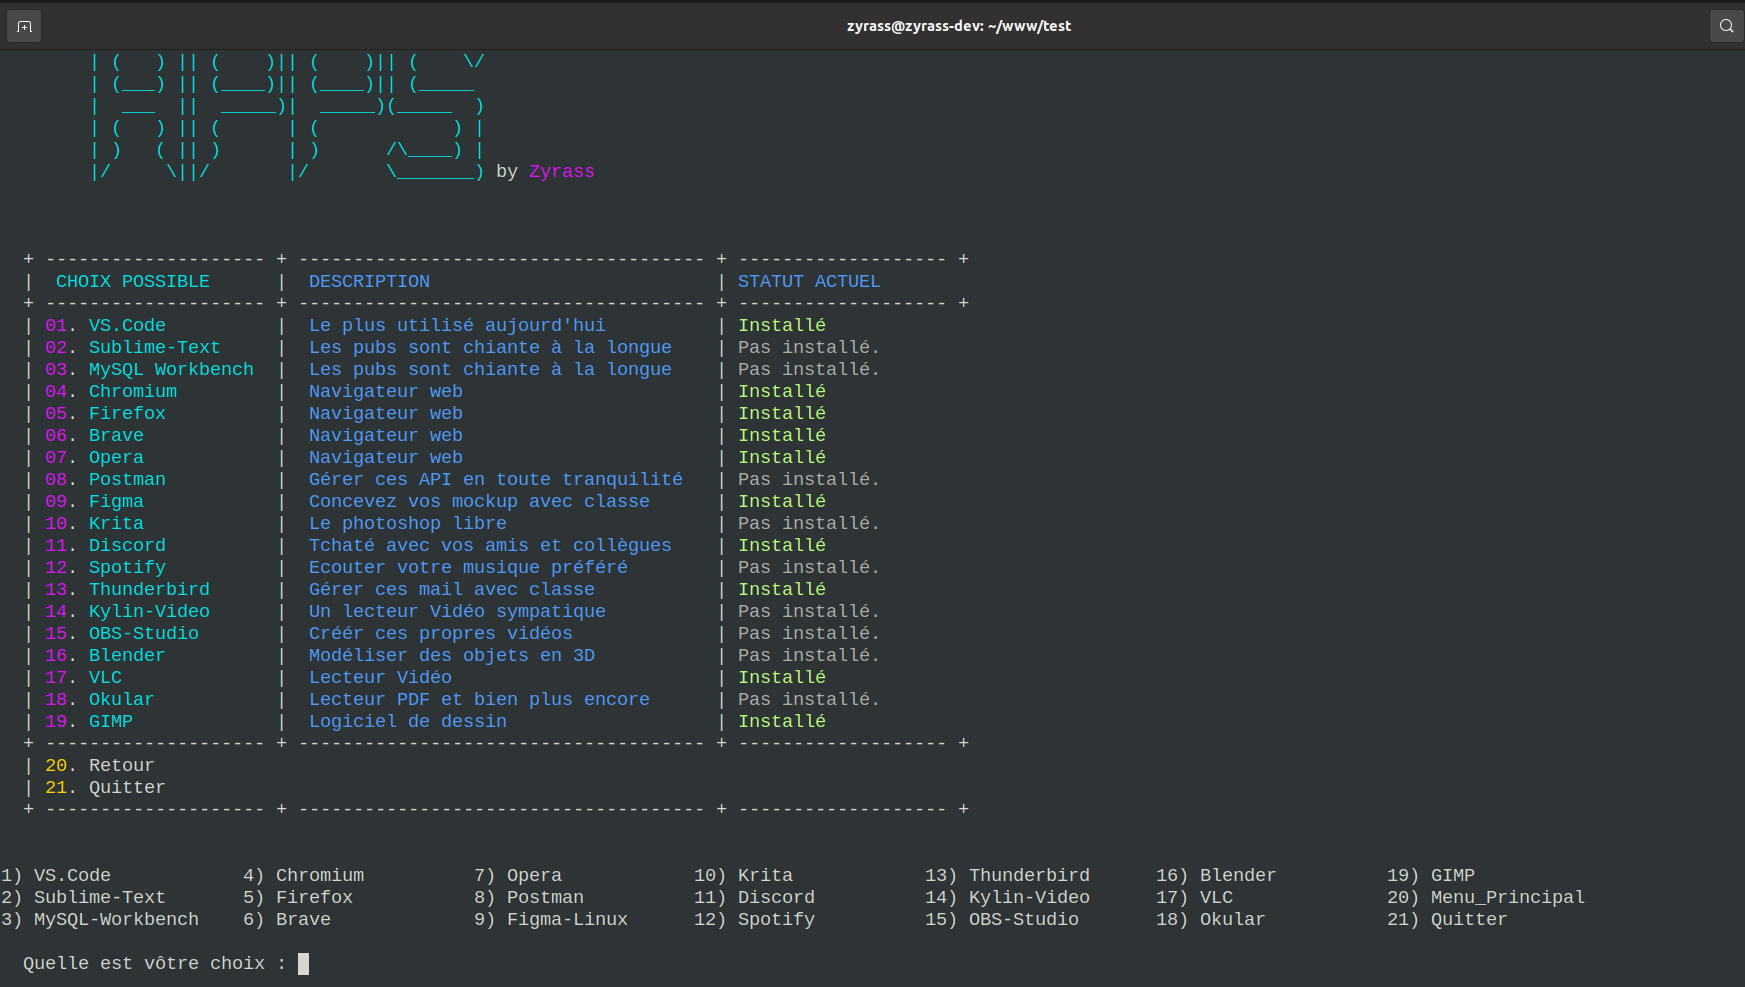 zyrass@zyrass-dev: ~/www/test
| (   ) || (    )|| (    )|| (    \/
| (___) || (____)|| (____)|| (_____
|  ___  ||  _____)|  _____)(_____  )
| (   ) || (      | (            ) |
| )   ( || )      | )      /\____) |
|/     \||/       |/       \_______) by Zyrass
+ -------------------- + ------------------------------------- + ------------------- +
|  CHOIX POSSIBLE      |  DESCRIPTION                          | STATUT ACTUEL
+ -------------------- + ------------------------------------- + ------------------- +
| 01. VS.Code          |  Le plus utilisé aujourd'hui          | Installé
| 02. Sublime-Text     |  Les pubs sont chiante à la longue    | Pas installé.
| 03. MySQL Workbench  |  Les pubs sont chiante à la longue    | Pas installé.
| 04. Chromium         |  Navigateur web                       | Installé
| 05. Firefox          |  Navigateur web                       | Installé
| 06. Brave            |  Navigateur web                       | Installé
| 07. Opera            |  Navigateur web                       | Installé
| 08. Postman          |  Gérer ces API en toute tranquilité   | Pas installé.
| 09. Figma            |  Concevez vos mockup avec classe      | Installé
| 10. Krita            |  Le photoshop libre                   | Pas installé.
| 11. Discord          |  Tchaté avec vos amis et collègues    | Installé
| 12. Spotify          |  Ecouter votre musique préféré        | Pas installé.
| 13. Thunderbird      |  Gérer ces mail avec classe           | Installé
| 14. Kylin-Video      |  Un lecteur Vidéo sympatique          | Pas installé.
| 15. OBS-Studio       |  Créér ces propres vidéos             | Pas installé.
| 16. Blender          |  Modéliser des objets en 3D           | Pas installé.
| 17. VLC              |  Lecteur Vidéo                        | Installé
| 18. Okular           |  Lecteur PDF et bien plus encore      | Pas installé.
| 19. GIMP             |  Logiciel de dessin                   | Installé
+ -------------------- + ------------------------------------- + ------------------- +
| 20. Retour
| 21. Quitter
+ -------------------- + ------------------------------------- + ------------------- +
1) VS.Code            4) Chromium          7) Opera            10) Krita            13) Thunderbird      16) Blender          19) GIMP
2) Sublime-Text       5) Firefox           8) Postman          11) Discord          14) Kylin-Video      17) VLC              20) Menu_Principal
3) MySQL-Workbench    6) Brave             9) Figma-Linux      12) Spotify          15) OBS-Studio       18) Okular           21) Quitter
Quelle est vôtre choix :